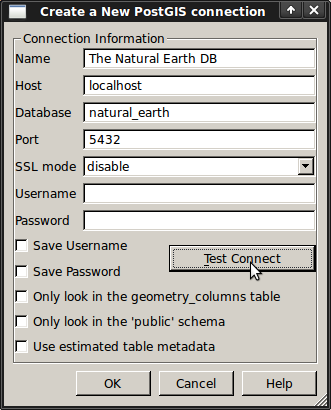 Create a New PostGIS connection
Connection Information
Name The Natural Earth DB
Host localhost
Database natural_earth
Port 5432
SSL mode disable
Username
Password
Save Username
Test Connect
Save Password
Only look in the geometry_columns table
Only look in the 'public' schema
Use estimated table metadata
OK Cancel Help